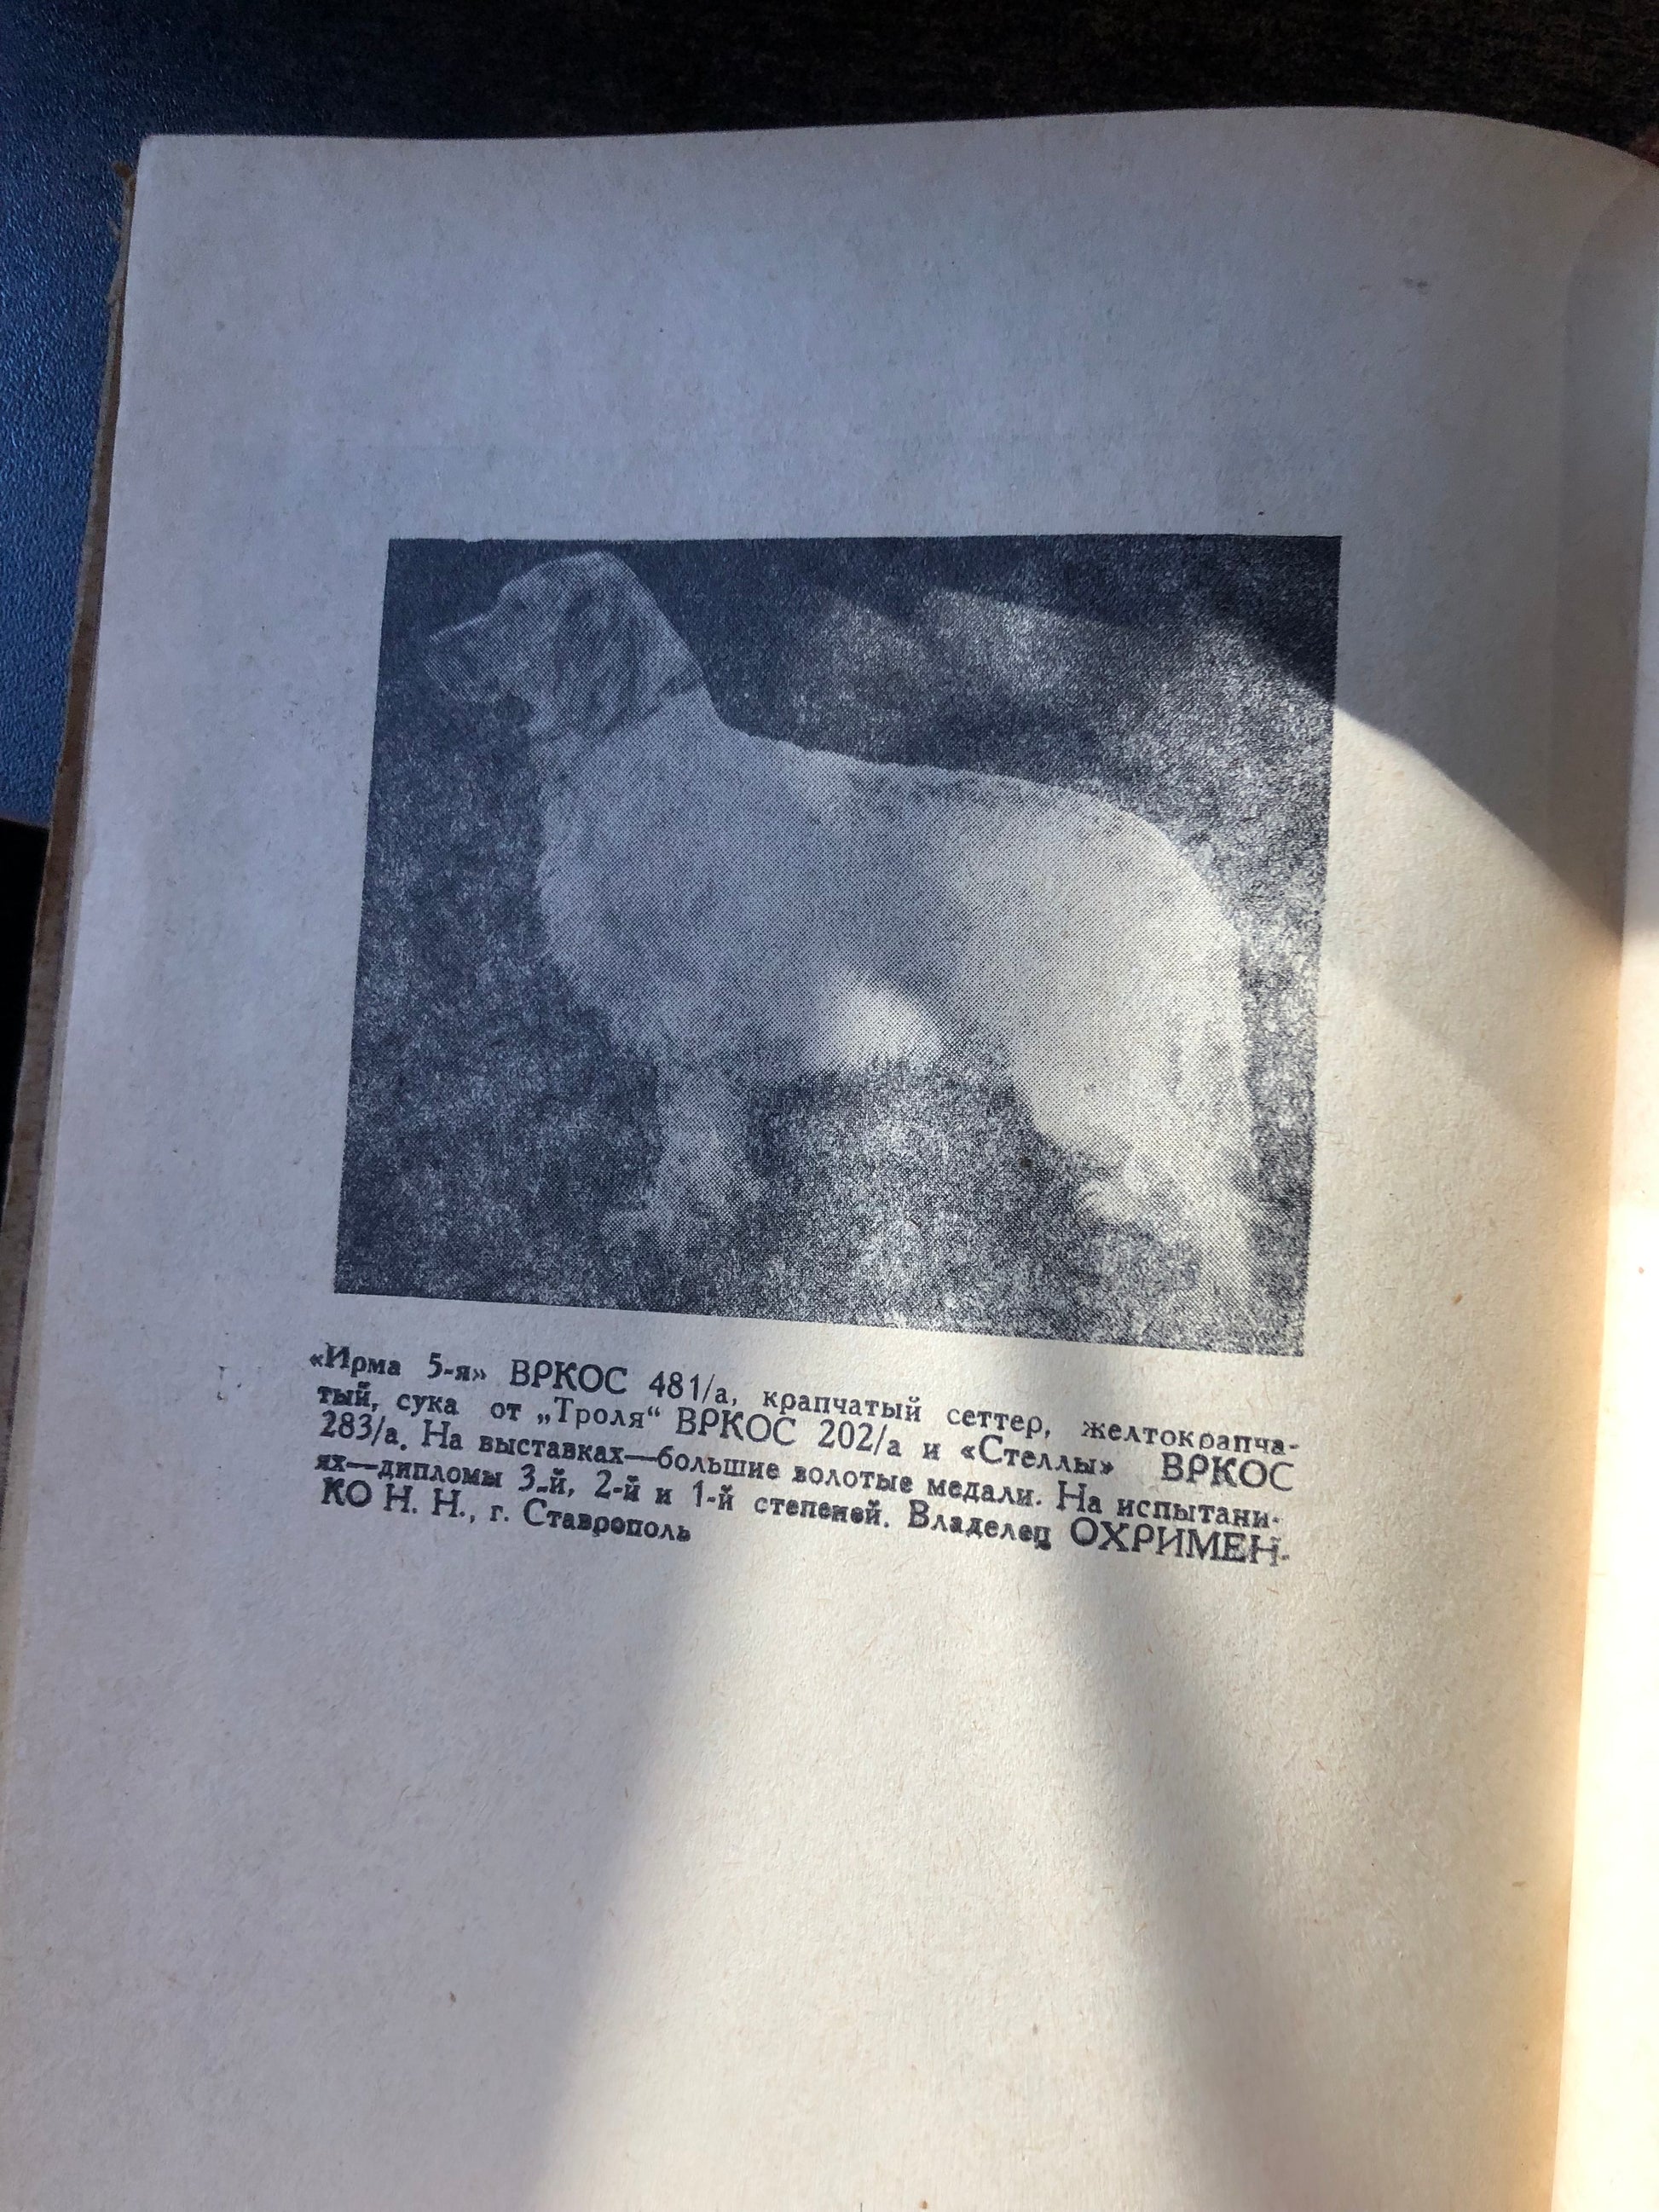 «Ирма 5-я» ВРКОС 481/а, крапчатый сеттер, желтокрапча-
тый, сука от „Троля“ ВРКОС 202/а и «Стеллы» ВРКОС
283/а. На выставках—большие золотые медали. На испытани-
ях—дипломы 3-й, 2-й и 1-й степеней. Владелец ОХРИМЕН-
КО Н. Н., г. Ставрополь